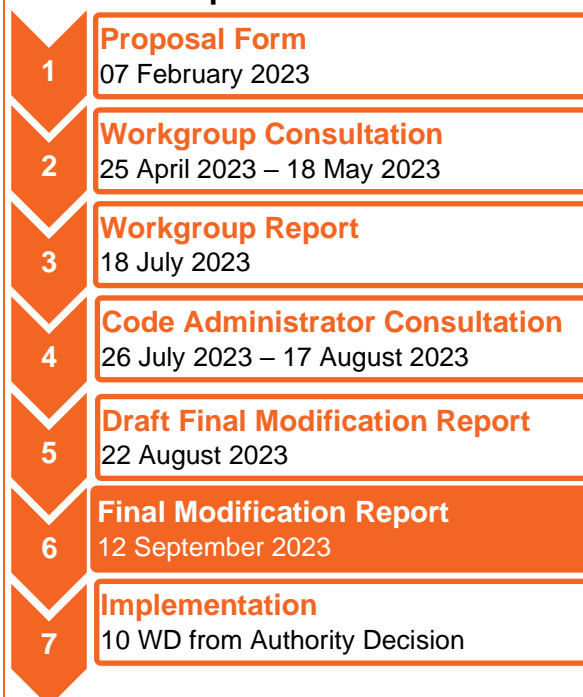 1
Proposal Form
07 February 2023
2
Workgroup Consultation
25 April 2023 – 18 May 2023
3
Workgroup Report
18 July 2023
4
Code Administrator Consultation
26 July 2023 – 17 August 2023
5
Draft Final Modification Report
22 August 2023
6
Final Modification Report
12 September 2023
7
Implementation
10 WD from Authority Decision